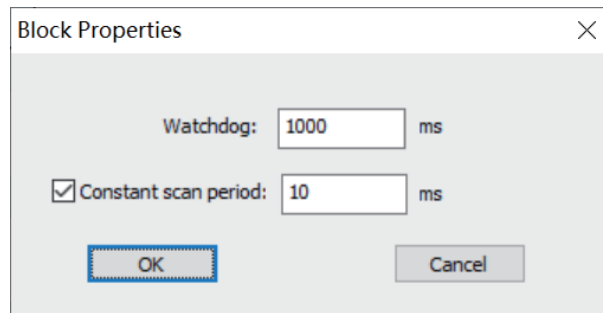 Block Properties
Watchdog: 1000 ms
Constant scan period: 10 ms
OK Cancel